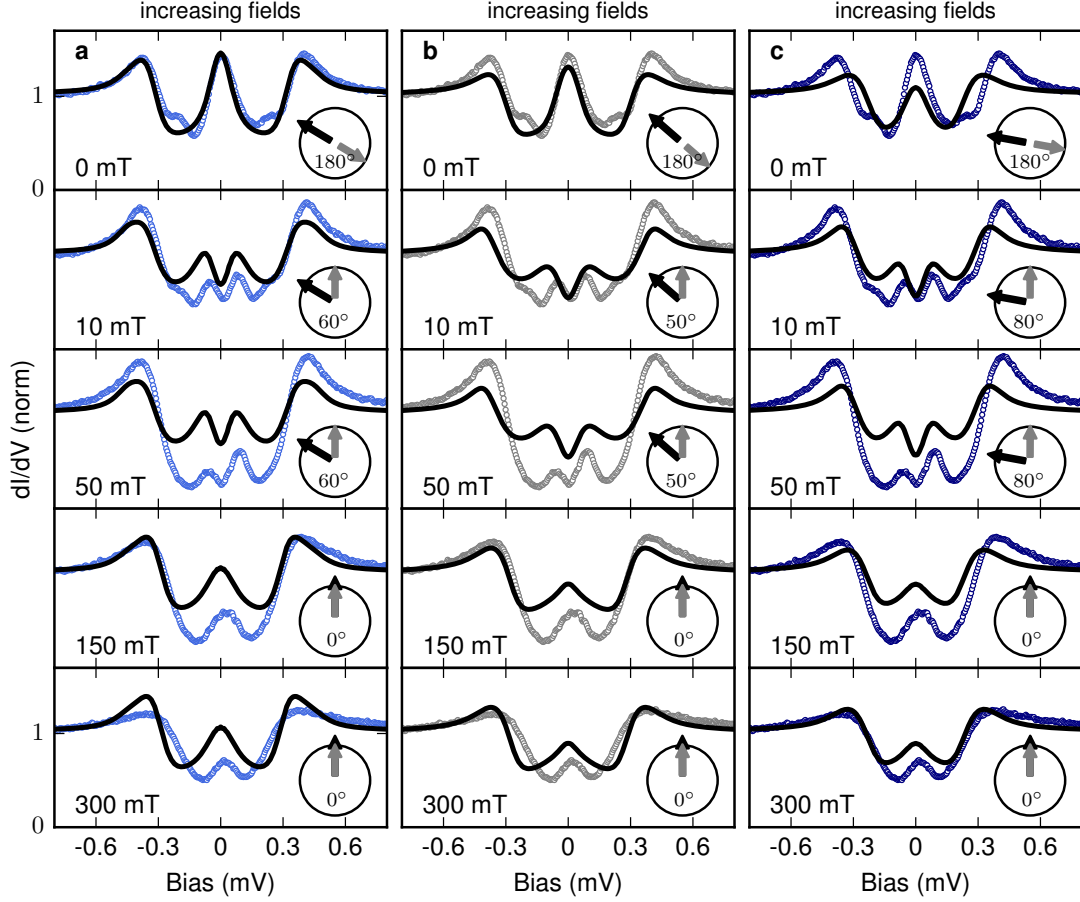 increasing fields increasing fields increasing fields
a b c
1
180° 180° 180°
0 mT 0 mT 0 mT
0
60° 50° 80°
10 mT 10 mT 10 mT
dI/dV (norm)
60° 50° 80°
50 mT 50 mT 50 mT
0° 0° 0°
150 mT 150 mT 150 mT
1
0° 0° 0°
300 mT 300 mT 300 mT
0
-0.6 -0.3 0 0.3 0.6 -0.6 -0.3 0 0.3 0.6 -0.6 -0.3 0 0.3 0.6
Bias (mV) Bias (mV) Bias (mV)